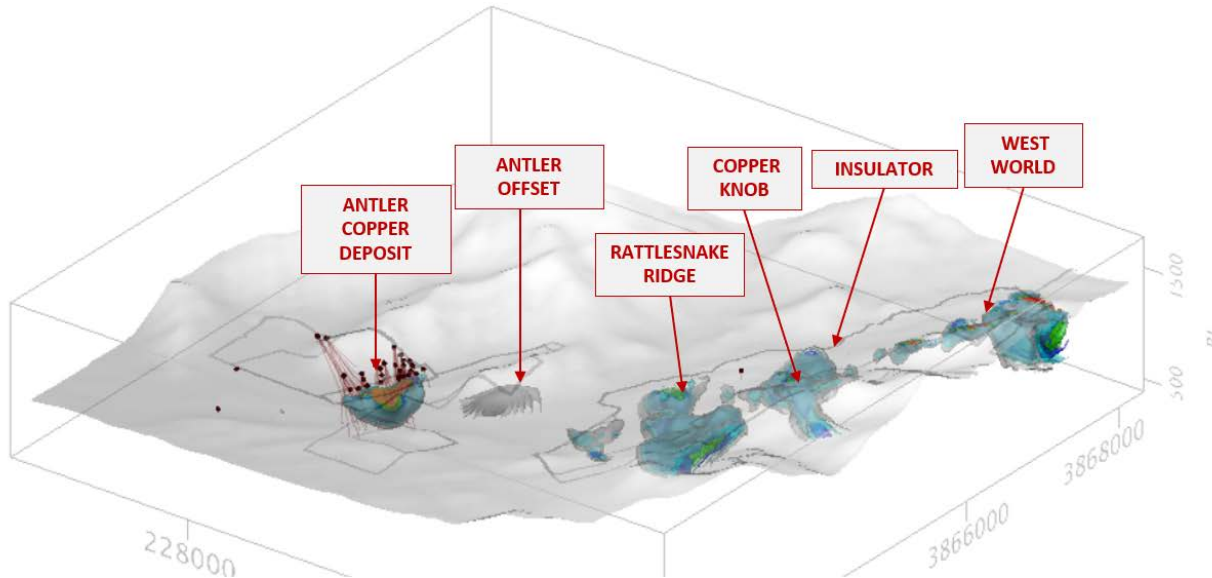 WEST
WORLD
ANTLER
OFFSET
COPPER
KNOB
INSULATOR
ANTLER
COPPER
DEPOSIT
RATTLESNAKE
RIDGE
1500
500
3868000
3866000
228000